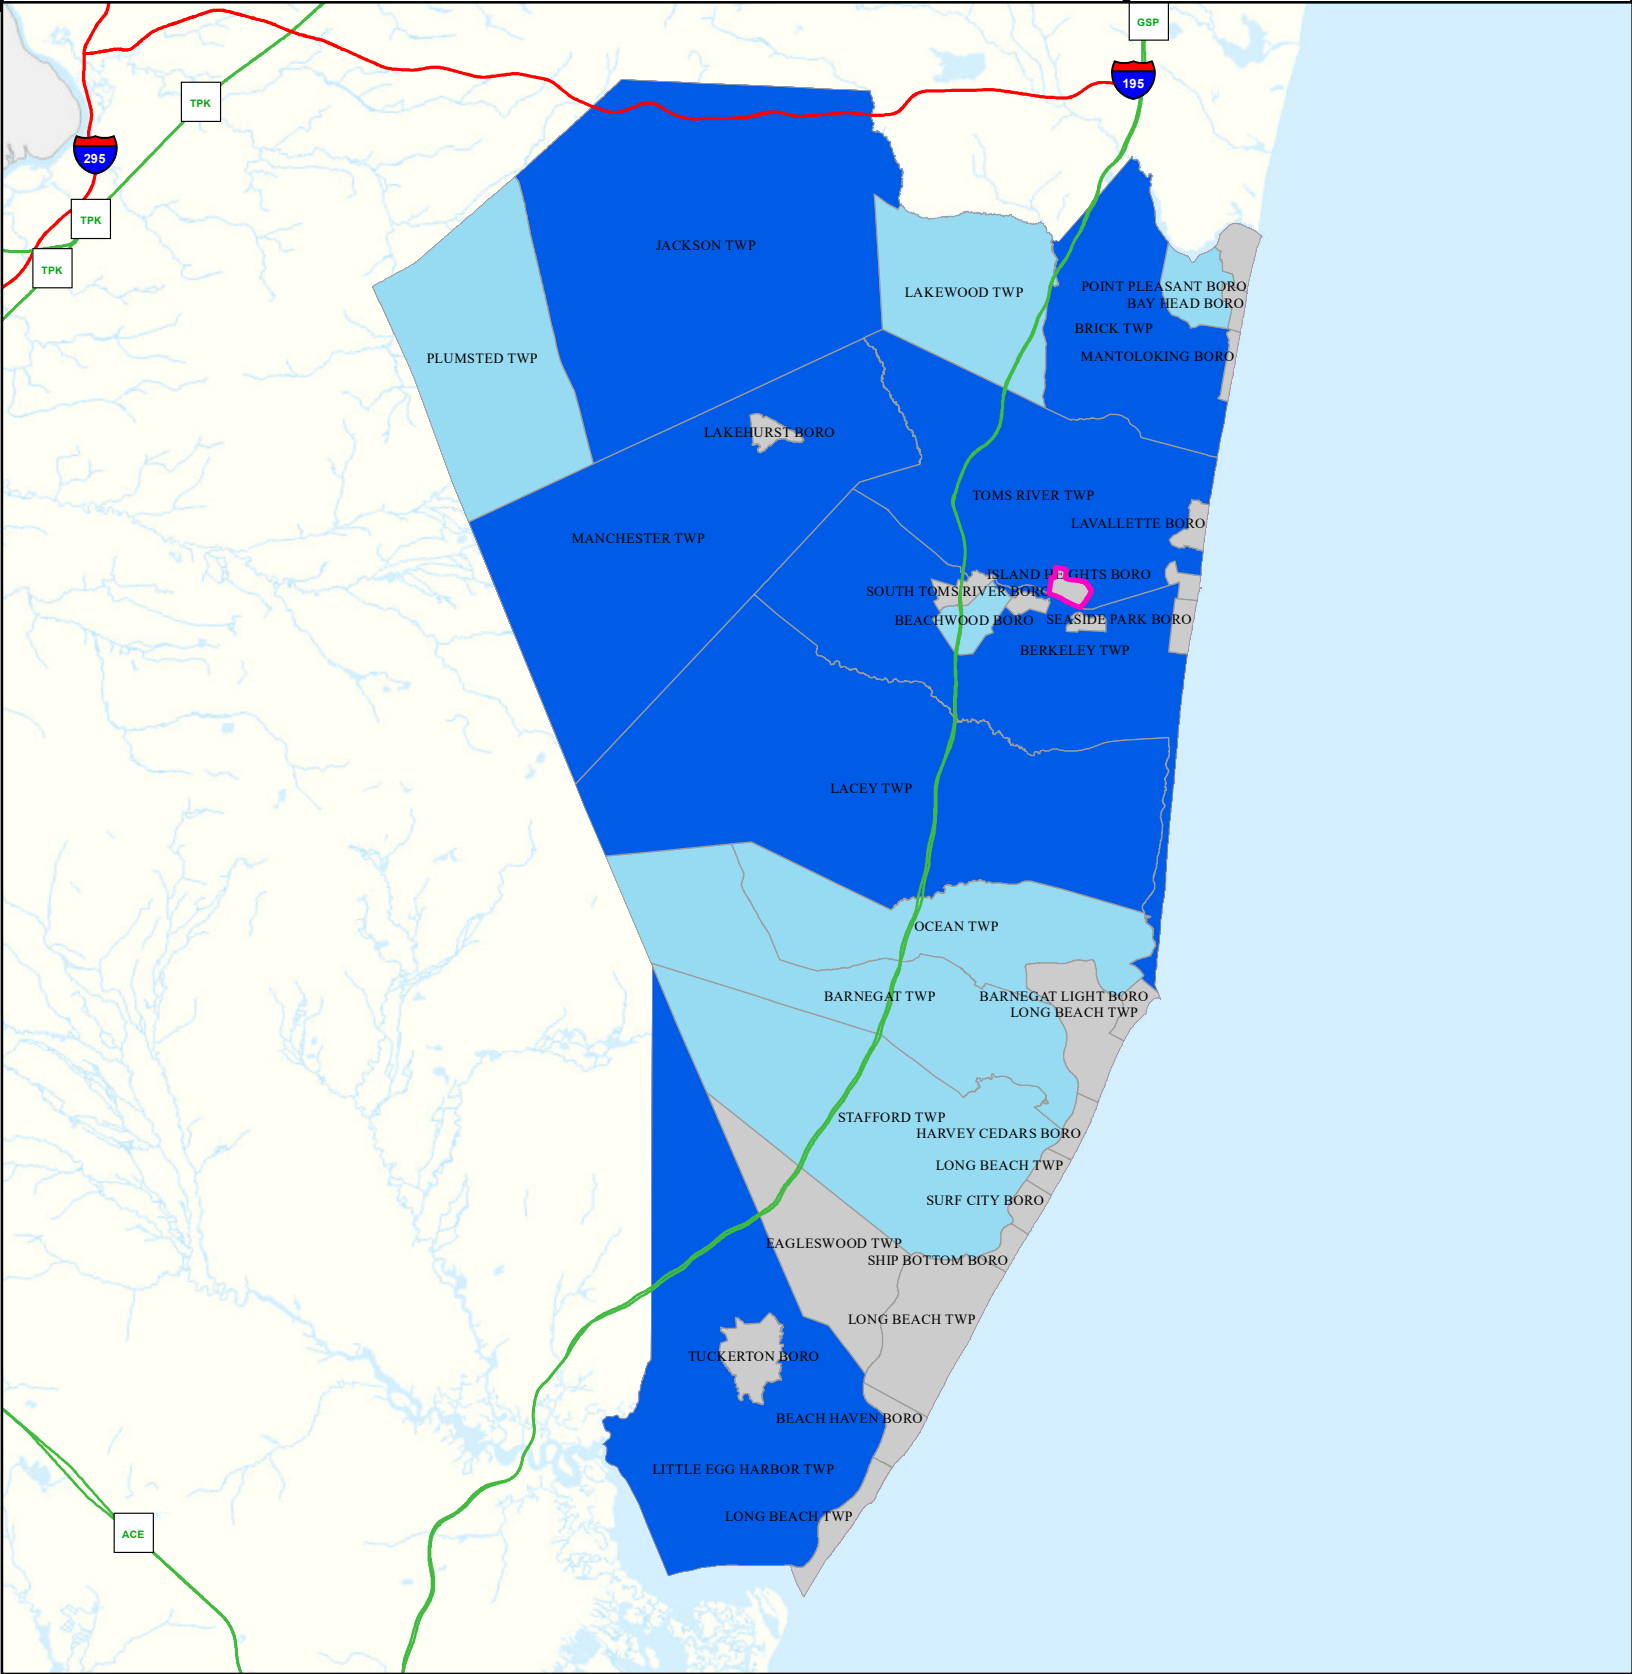 GSP
195
TPK
295
TPK
TPK
JACKSON TWP
LAKEWOOD TWP
POINT PLEASANT BORO
BAY HEAD BORO
BRICK TWP
MANTOLOKING BORO
PLUMSTED TWP
LAKEHURST BORO
TOMS RIVER TWP
LAVALLETTE BORO
MANCHESTER TWP
ISLAND HEIGHTS BORO
SOUTH TOMS RIVER BORO
BEACHWOOD BORO
SEASIDE PARK BORO
BERKELEY TWP
LACEY TWP
OCEAN TWP
BARNEGAT TWP
BARNEGAT LIGHT BORO
LONG BEACH TWP
STAFFORD TWP
HARVEY CEDARS BORO
LONG BEACH TWP
SURF CITY BORO
EAGLESWOOD TWP
SHIP BOTTOM BORO
LONG BEACH TWP
TUCKERTON BORO
BEACH HAVEN BORO
LITTLE EGG HARBOR TWP
LONG BEACH TWP
ACE